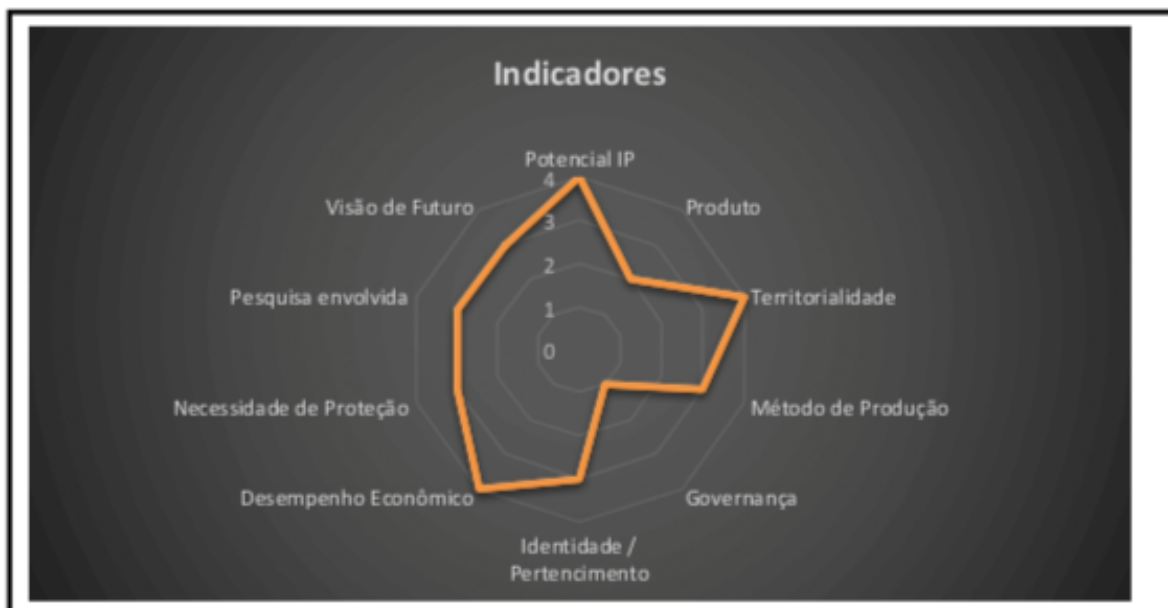 Indicadores
Potencial IP
4
Visão de Futuro
Produto
3
2
Pesquisa envolvida
Territorialidade
1
0
Necessidade de Proteção
Método de Produção
Desempenho Econômico
Governança
Identidade /
Pertencimento